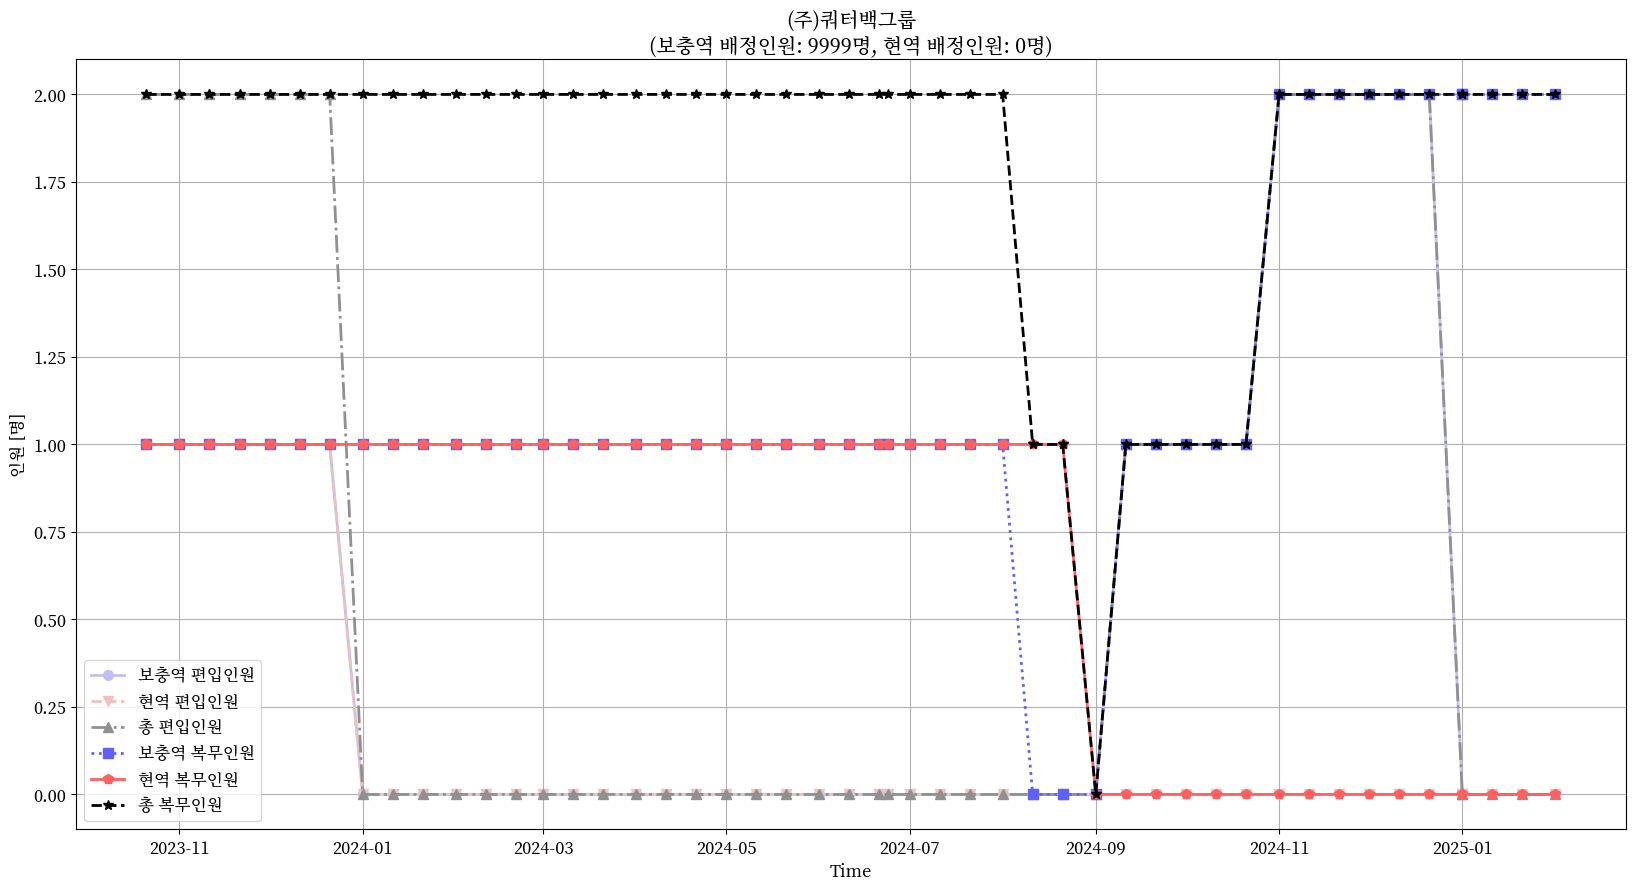 (주)쿼터백그룹
(보충역 배정인원: 9999명, 현역 배정인원: 0명)
인원 [명]
2.00
1.75
1.50
1.25
1.00
0.75
0.50
0.25
0.00
보충역 편입인원
현역 편입인원
총 편입인원
보충역 복무인원
현역 복무인원
총 복무인원
2023-11
2024-01
2024-03
2024-05
2024-07
2024-09
2024-11
2025-01
Time